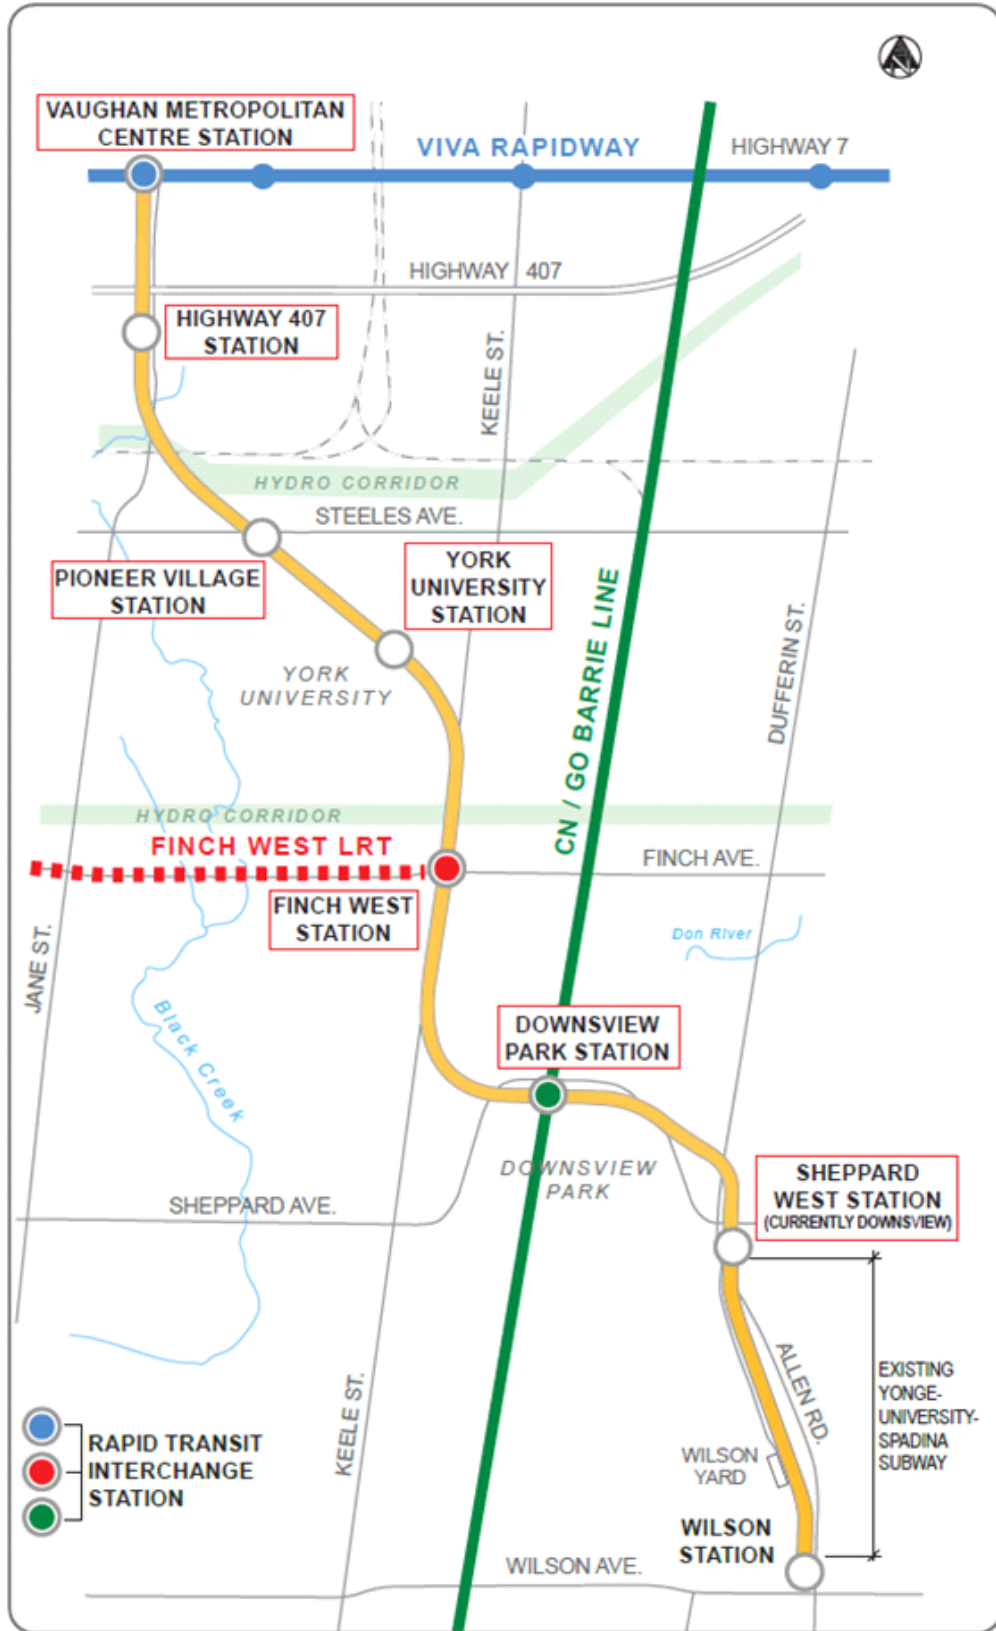 VAUGHAN METROPOLITAN
CENTRE STATION
VIVA RAPIDWAY
HIGHWAY 7
HIGHWAY 407
HIGHWAY 407
STATION
KEELE ST.
HYDRO CORRIDOR
STEELES AVE.
YORK
UNIVERSITY
STATION
PIONEER VILLAGE
STATION
YORK
UNIVERSITY
CN / GO BARRIE LINE
DUFFERIN ST.
HYDRO CORRIDOR
FINCH WEST LRT
FINCH AVE.
FINCH WEST
STATION
JANE ST.
Don River
Black Creek
DOWNSVIEW
PARK STATION
DOWNSVIEW
PARK
SHEPPARD
WEST STATION
(CURRENTLY DOWNSVIEW)
SHEPPARD AVE.
ALLEN RD.
EXISTING
YONGE-
UNIVERSITY-
SPADINA
SUBWAY
KEELE ST.
RAPID TRANSIT
INTERCHANGE
STATION
WILSON
YARD
WILSON
STATION
WILSON AVE.